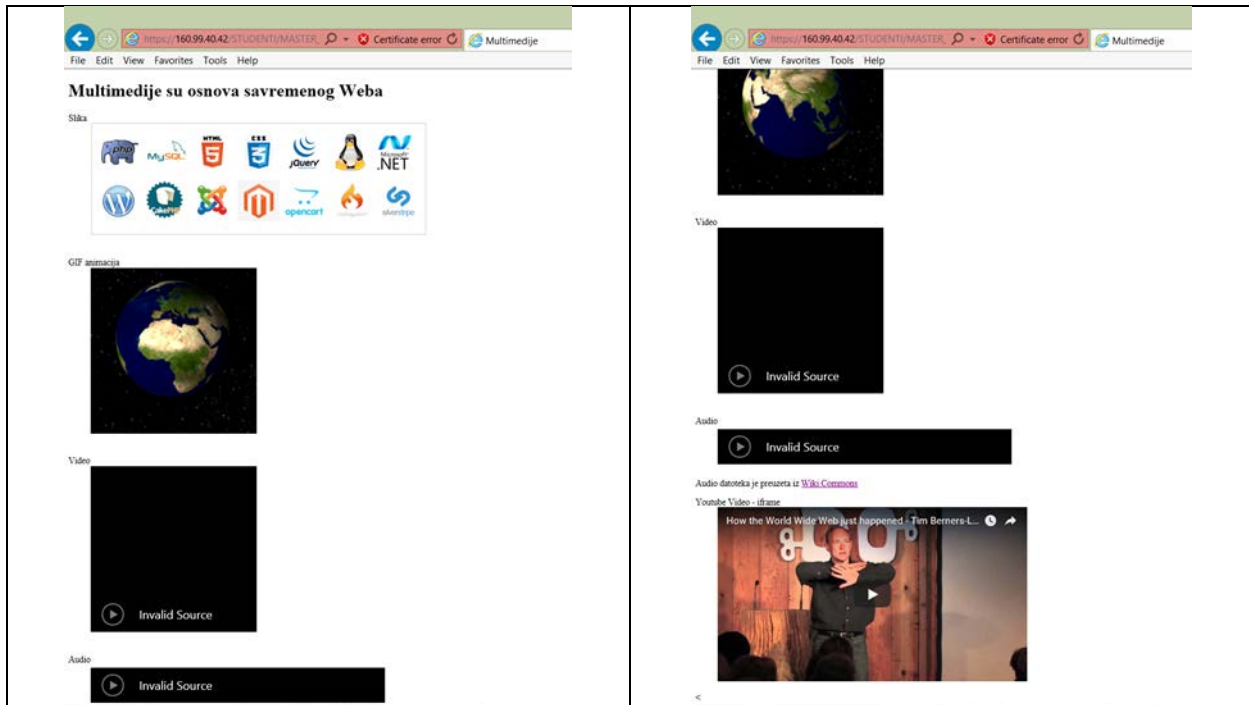 https://160.99.40.42/STUDENTI/MASTER_ Certificate error Multimedije
File Edit View Favorites Tools Help
Multimedije su osnova savremenog Weba
Slika
php MySQL HTML 5 CSS 3 jQuery Microsoft .NET
opencart silverstripe
GIF animacija
Video
Invalid Source
Audio
Invalid Source
https://160.99.40.42/STUDENTI/MASTER_ Certificate error Multimedije
File Edit View Favorites Tools Help
Video
Invalid Source
Audio
Invalid Source
Audio datoteka je preuzeta iz Wiki Commons
Youtube Video - iframe
How the World Wide Web just happened - Tim Berners-L...
<